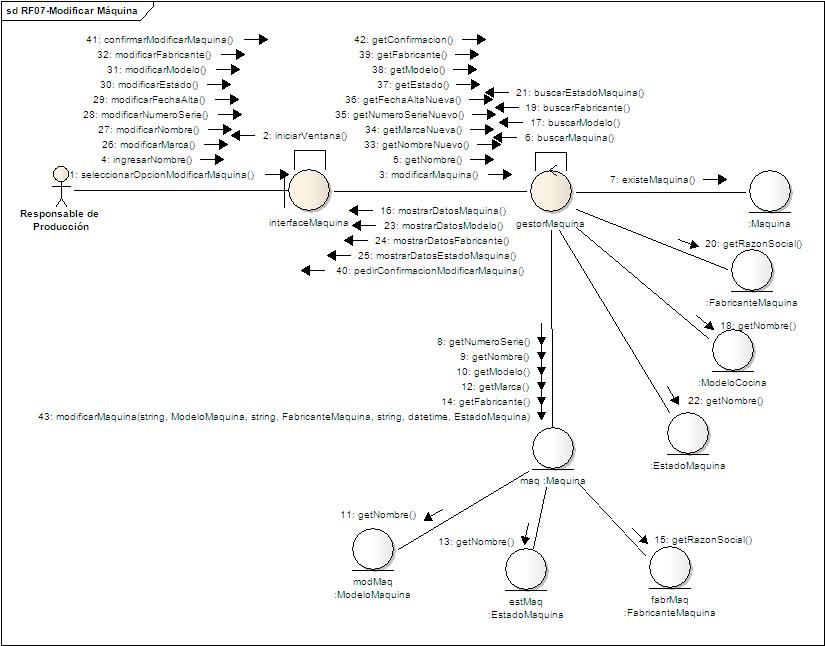 sd RF07-Modificar Máquina
41: confirmarModificarMaquina()
32: modificarFabricante()
31: modificarModelo()
30: modificarEstado()
29: modificarFechaAlta()
28: modificarNumeroSerie()
27: modificarNombre()
26: modificarMarca()
4: ingresarNombre()
1: seleccionarOpcionModificarMaquina()
2: iniciarVentana()
42: getConfirmacion()
39: getFabricante()
38: getModelo()
37: getEstado()
36: getFechaAltaNueva()
35: getNumeroSerieNuevo()
34: getMarcaNueva()
33: getNombreNuevo()
5: getNombre()
3: modificarMaquina()
21: buscarEstadoMaquina()
19: buscarFabricante()
17: buscarModelo()
6: buscarMaquina()
7: existeMaquina()
Responsable de
Producción
interfaceMaquina
gestorMaquina
:Maquina
16: mostrarDatosMaquina()
23: mostrarDatosModelo()
24: mostrarDatosFabricante()
25: mostrarDatosEstadoMaquina()
40: pedirConfirmacionModificarMaquina()
20: getRazonSocial()
:FabricanteMaquina
18: getNombre()
:ModeloCocina
22: getNombre()
:EstadoMaquina
8: getNumeroSerie()
9: getNombre()
10: getModelo()
12: getMarca()
14: getFabricante()
43: modificarMaquina(string, ModeloMaquina, string, FabricanteMaquina, string, datetime, EstadoMaquina)
maq :Maquina
11: getNombre()
13: getNombre()
15: getRazonSocial()
modMaq
:ModeloMaquina
estMaq
:EstadoMaquina
fabrMaq
:FabricanteMaquina